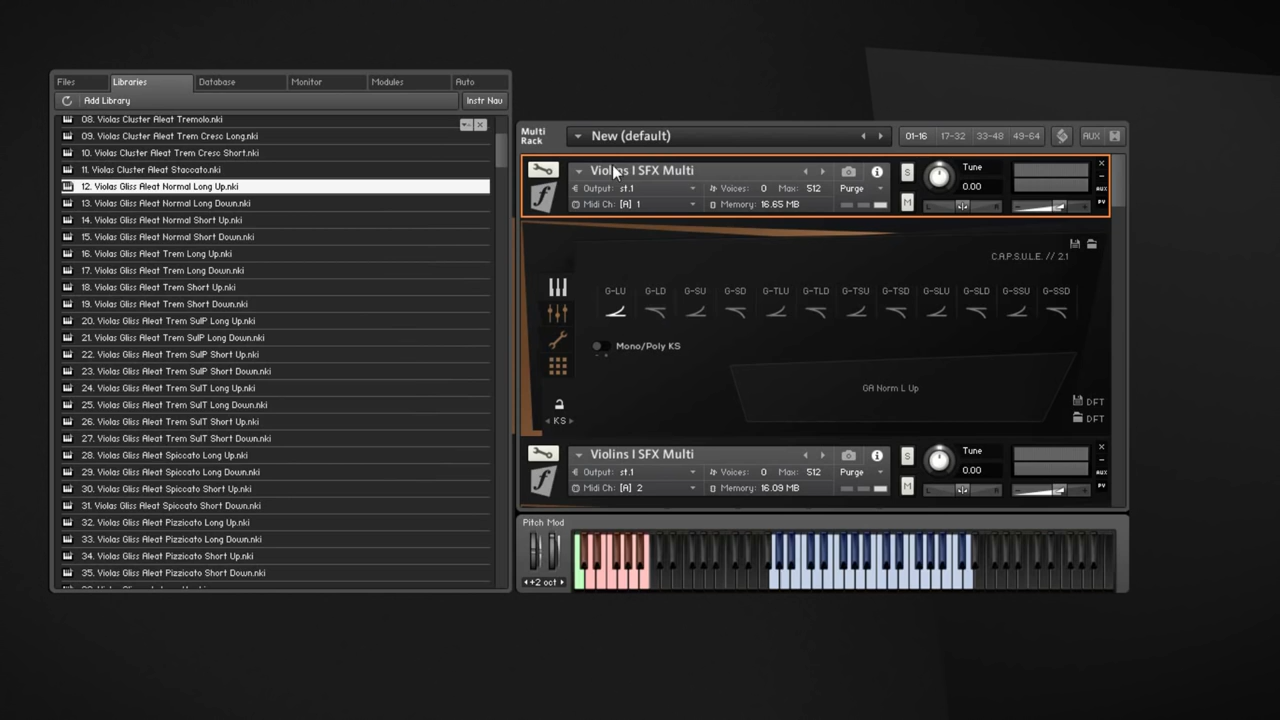 Files Libraries Database Monitor Modules Auto
Add Library Instr Nav
08. Violas Cluster Aleat Tremolo.nki
09. Violas Cluster Aleat Trem Cresc Long.nki
10. Violas Cluster Aleat Trem Cresc Short.nki
11. Violas Cluster Aleat Staccato.nki
12. Violas Gliss Aleat Normal Long Up.nki
13. Violas Gliss Aleat Normal Long Down.nki
14. Violas Gliss Aleat Normal Short Up.nki
15. Violas Gliss Aleat Normal Short Down.nki
16. Violas Gliss Aleat Trem Long Up.nki
17. Violas Gliss Aleat Trem Long Down.nki
18. Violas Gliss Aleat Trem Short Up.nki
19. Violas Gliss Aleat Trem Short Down.nki
20. Violas Gliss Aleat Trem SulP Long Up.nki
21. Violas Gliss Aleat Trem SulP Long Down.nki
22. Violas Gliss Aleat Trem SulP Short Up.nki
23. Violas Gliss Aleat Trem SulP Short Down.nki
24. Violas Gliss Aleat Trem SulT Long Up.nki
25. Violas Gliss Aleat Trem SulT Long Down.nki
26. Violas Gliss Aleat Trem SulT Short Up.nki
27. Violas Gliss Aleat Trem SulT Short Down.nki
28. Violas Gliss Aleat Spiccato Long Up.nki
29. Violas Gliss Aleat Spiccato Long Down.nki
30. Violas Gliss Aleat Spiccato Short Up.nki
31. Violas Gliss Aleat Spiccato Short Down.nki
32. Violas Gliss Aleat Pizzicato Long Up.nki
33. Violas Gliss Aleat Pizzicato Long Down.nki
34. Violas Gliss Aleat Pizzicato Short Up.nki
35. Violas Gliss Aleat Pizzicato Short Down.nki
Multi Rack New (default) 01-16 17-32 33-48 49-64 AUX
Violins I SFX Multi S Tune
Output: st.1 Voices: 0 Max: 512 Purge 0.00
Midi Ch: [A] 1 Memory: 16.65 MB M L R aux PV
C.A.P.S.U.L.E. // 2.1
G-LU G-LD G-SU G-SD G-TLU G-TLD G-TSU G-TSD G-SLU G-SLD G-SSU G-SSD
Mono/Poly KS
GA Norm L Up
DFT
KS DFT
Violins I SFX Multi S Tune
Output: st.1 Voices: 0 Max: 512 Purge 0.00
Midi Ch: [A] 2 Memory: 16.09 MB M L R aux PV
Pitch Mod
+2 oct